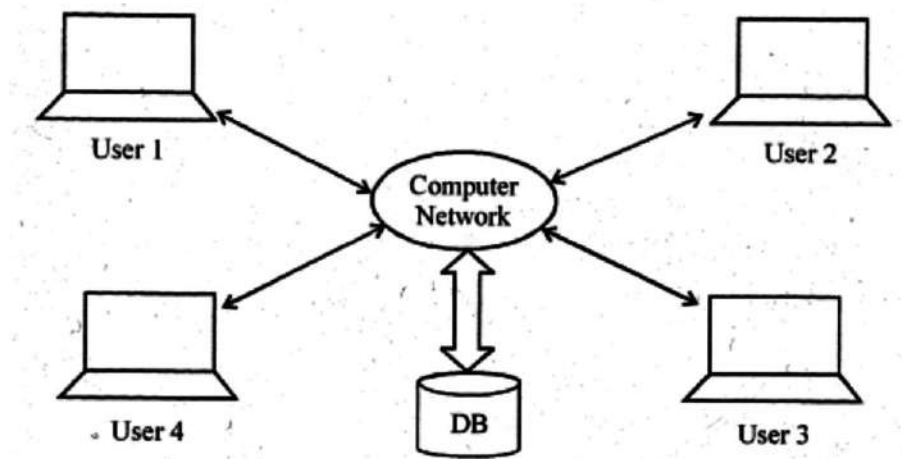 User 1
User 2
Computer
Network
DB
User 4
User 3